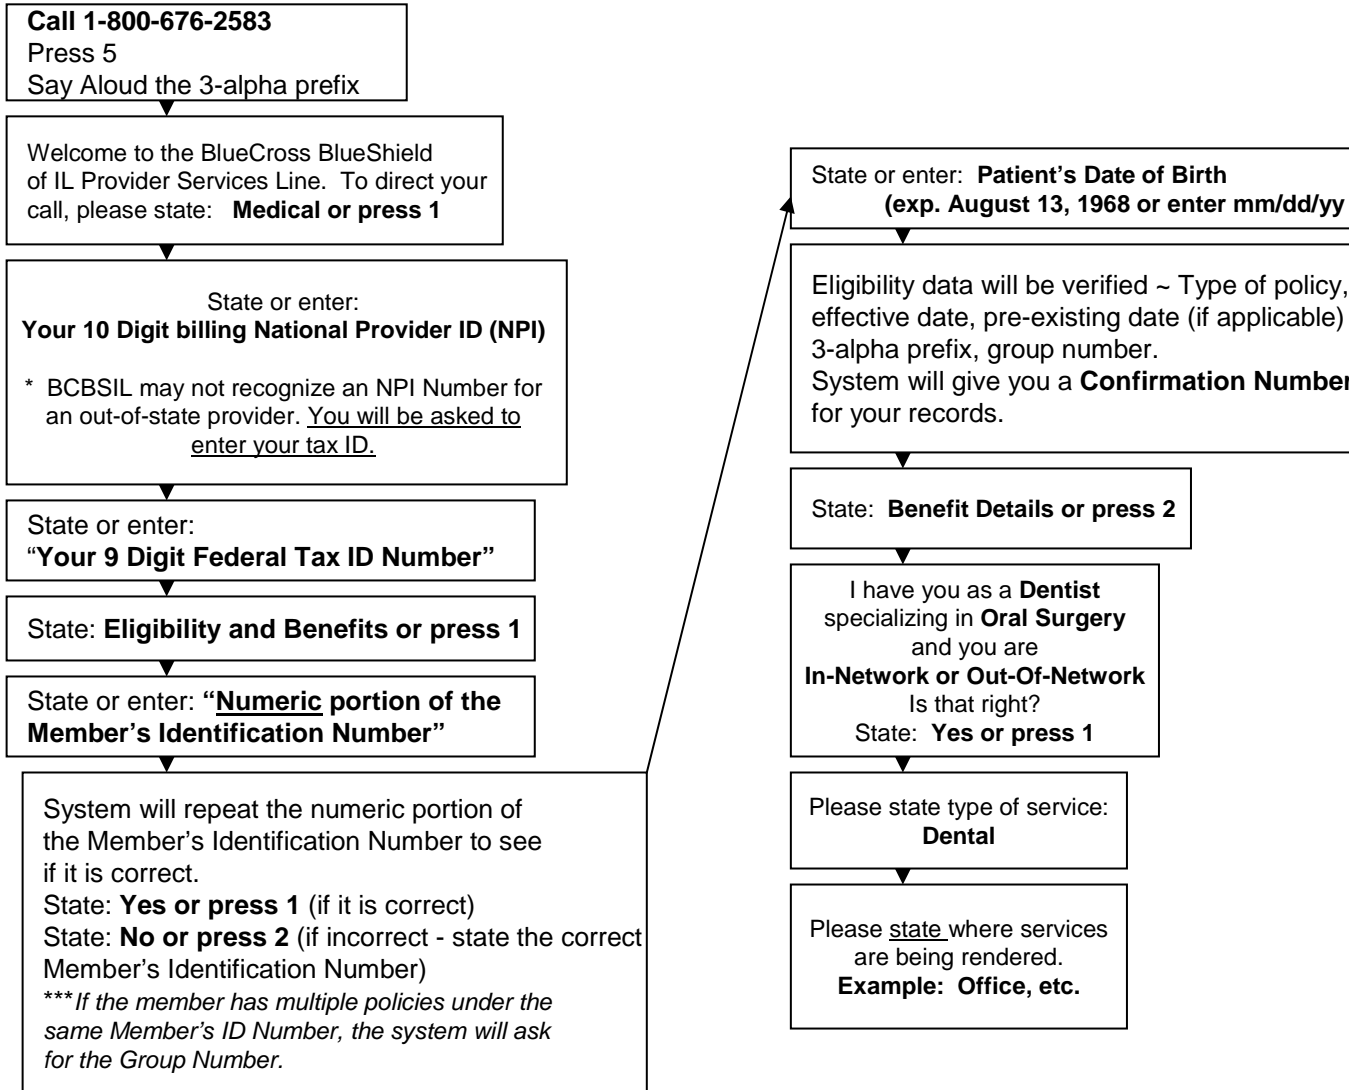 Call 1-800-676-2583
Press 5
Say Aloud the 3-alpha prefix
Welcome to the BlueCross BlueShield
of IL Provider Services Line.  To direct your
call, please state:   Medical or press 1
State or enter:
Your 10 Digit billing National Provider ID (NPI)
*  BCBSIL may not recognize an NPI Number for
an out-of-state provider. You will be asked to
enter your tax ID.
State or enter:
“Your 9 Digit Federal Tax ID Number”
State: Eligibility and Benefits or press 1
State or enter: “Numeric portion of the
Member’s Identification Number”
System will repeat the numeric portion of
the Member’s Identification Number to see
if it is correct.
State: Yes or press 1 (if it is correct)
State: No or press 2 (if incorrect - state the correct
Member’s Identification Number)
***If the member has multiple policies under the
same Member’s ID Number, the system will ask
for the Group Number.
State or enter:  Patient’s Date of Birth
(exp. August 13, 1968 or enter mm/dd/yy
Eligibility data will be verified ~ Type of policy,
effective date, pre-existing date (if applicable)
3-alpha prefix, group number.
System will give you a Confirmation Number
for your records.
State:  Benefit Details or press 2
I have you as a Dentist
specializing in Oral Surgery
and you are
In-Network or Out-Of-Network
Is that right?
State:  Yes or press 1
Please state type of service:
Dental
Please state where services
are being rendered.
Example:  Office, etc.